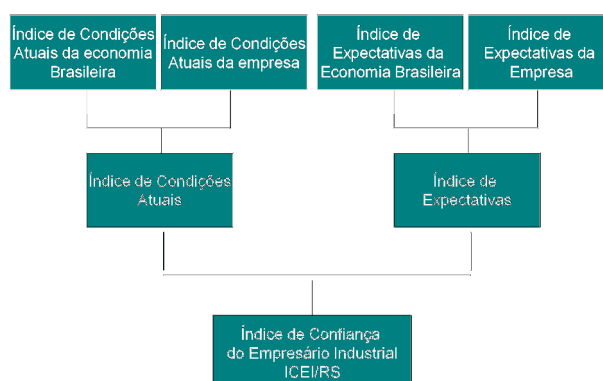 Índice de Condições
Atuais da economia
Brasileira
Índice de Condições
Atuais da empresa
Índice de
Expectativas da
Economia Brasileira
Índice de
Expectativas da
Empresa
Índice de Condições
Atuais
Índice de
Expectativas
Índice de Confiança
do Empresário Industrial
ICEI/RS